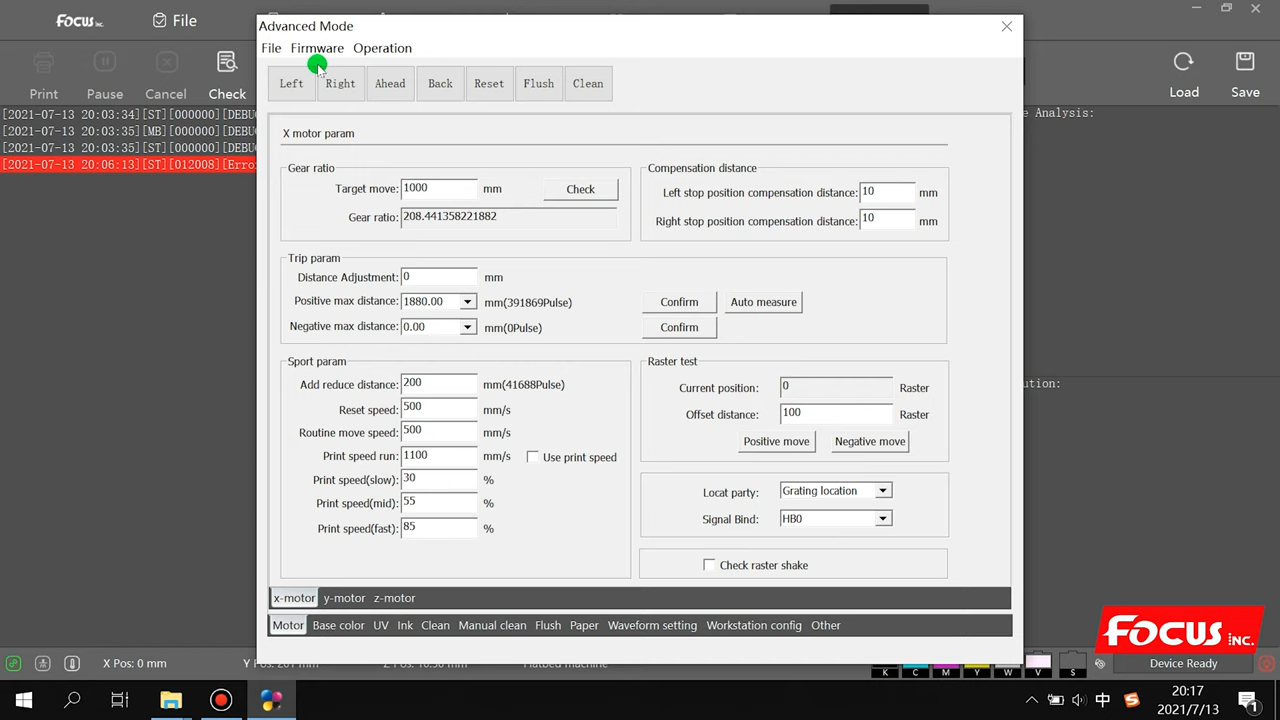 FOCUS INC.
File
Advanced Mode
File Firmware Operation
Print Pause Cancel Check
Left Right Ahead Back Reset Flush Clean
Load Save
[2021-07-13 20:03:34][ST][000000][DEBU
[2021-07-13 20:03:35][MB][000000][DEBU
[2021-07-13 20:03:35][ST][000000][DEBU
[2021-07-13 20:06:13][ST][012008][Erro
e Analysis:
X motor param
Gear ratio
Target move: 1000 mm Check
Gear ratio: 208.441358221882
Compensation distance
Left stop position compensation distance: 10 mm
Right stop position compensation distance: 10 mm
Trip param
Distance Adjustment: 0 mm
Positive max distance: 1880.00 mm(391869Pulse) Confirm Auto measure
Negative max distance: 0.00 mm(0Pulse) Confirm
Sport param
Add reduce distance: 200 mm(41688Pulse)
Reset speed: 500 mm/s
Routine move speed: 500 mm/s
Print speed run: 1100 mm/s Use print speed
Print speed(slow): 30 %
Print speed(mid): 55 %
Print speed(fast): 85 %
Raster test
Current position: 0 Raster
Offset distance: 100 Raster
Positive move Negative move
Locat party: Grating location
Signal Bind: HB0
Check raster shake
ution:
x-motor y-motor z-motor
Motor Base color UV Ink Clean Manual clean Flush Paper Waveform setting Workstation config Other
FOCUS INC.
X Pos: 0 mm
Device Ready
K C M Y W W V S
中
20:17
2021/7/13
1